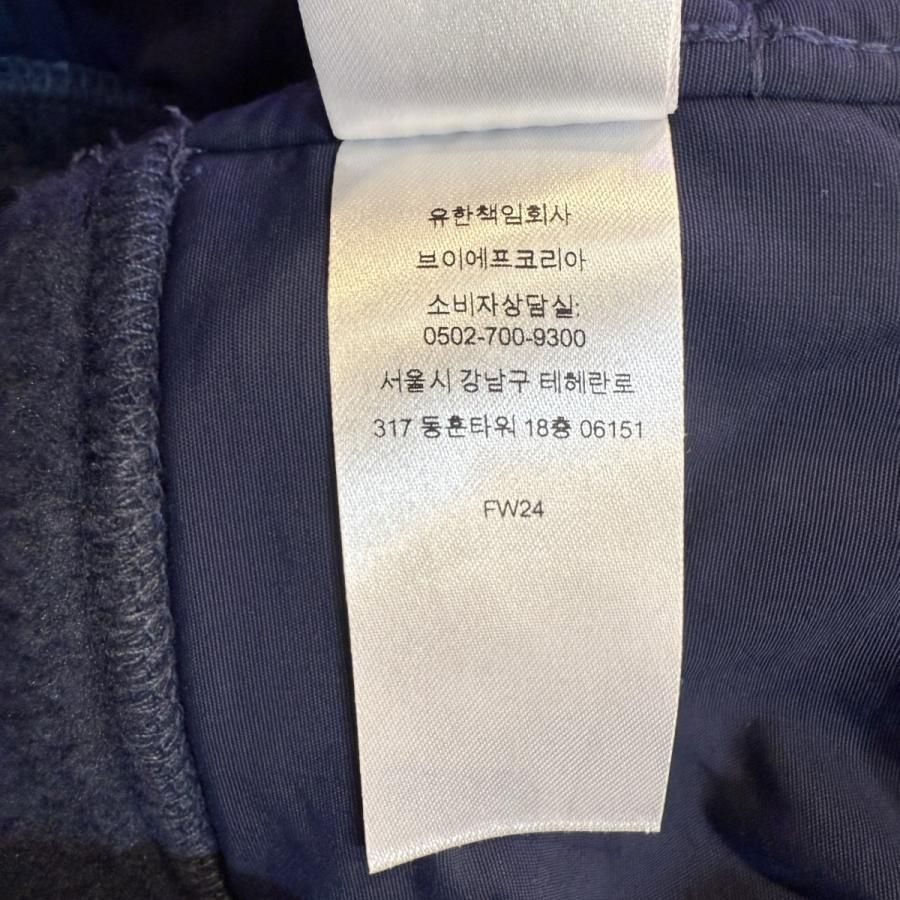 유한책임회사
브이에프코리아
소비자상담실:
0502-700-9300
서울시 강남구 테헤란로
317 동훈타워 18층 06151
FW24